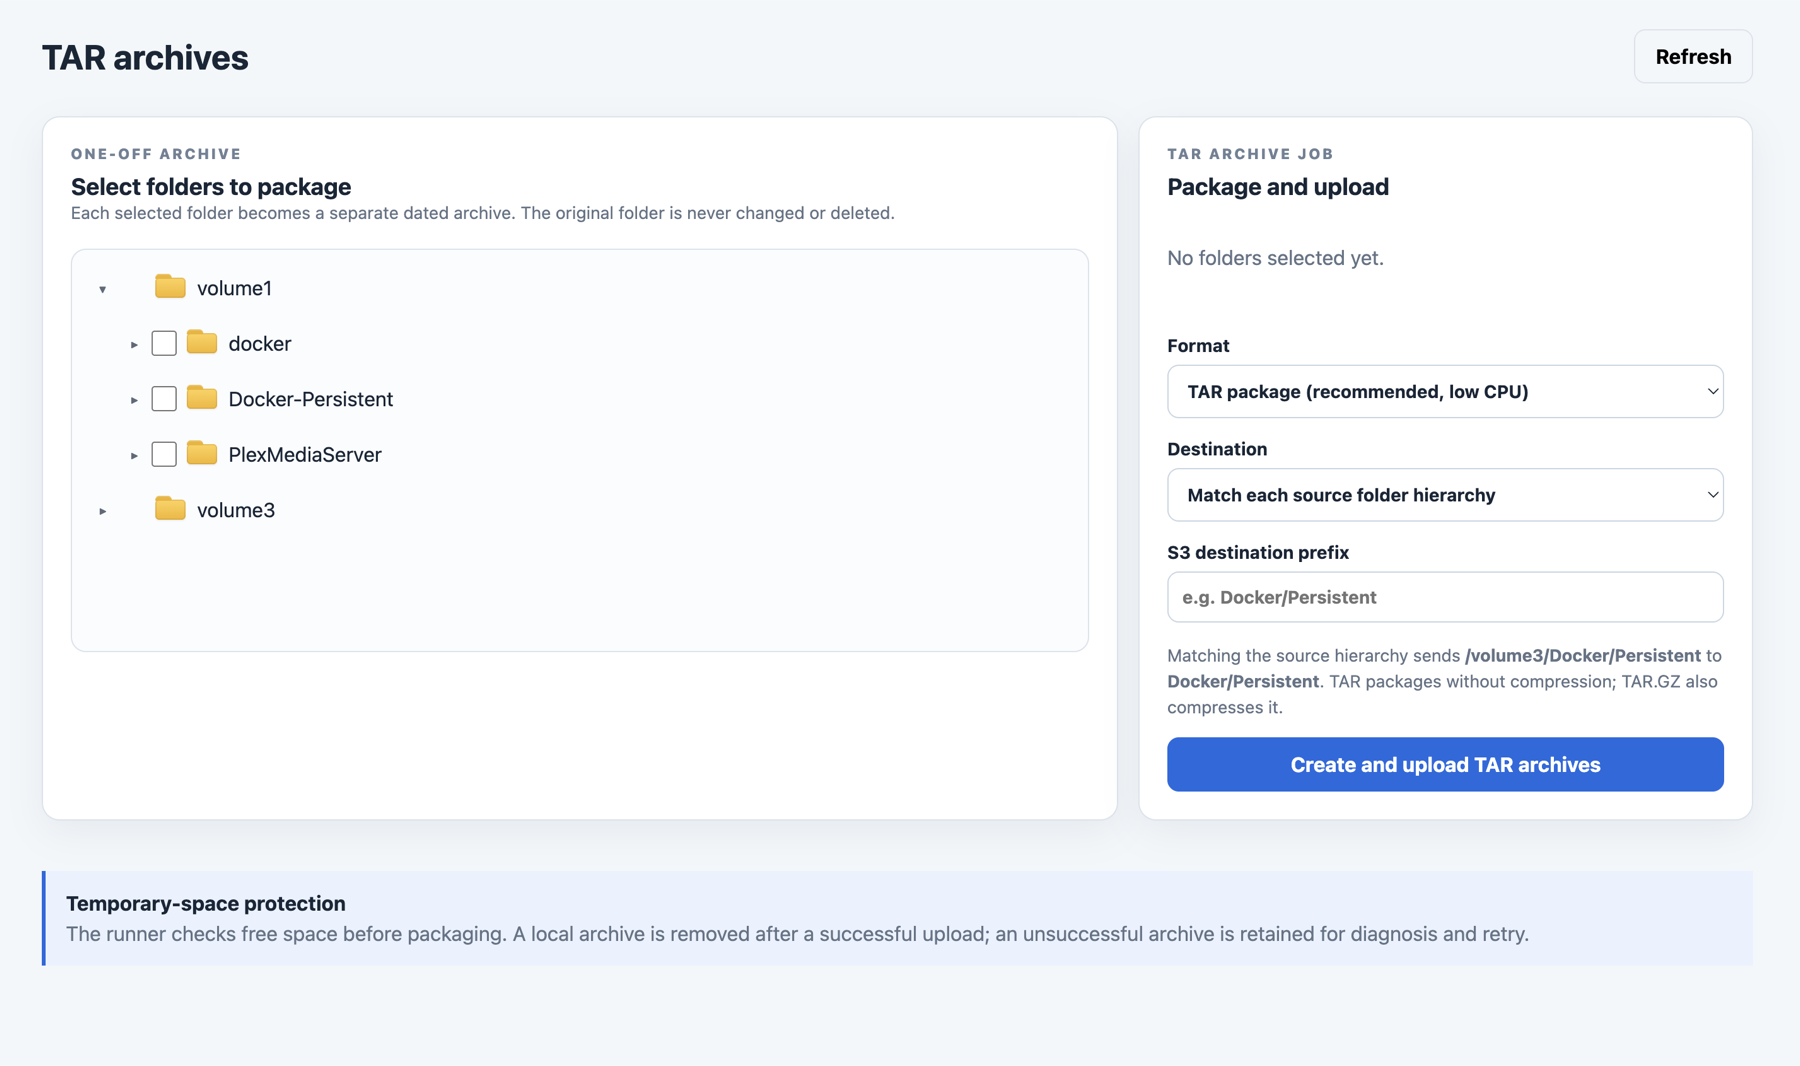 TAR archives
Refresh
ONE-OFF ARCHIVE
Select folders to package
Each selected folder becomes a separate dated archive. The original folder is never changed or deleted.
volume1
docker
Docker-Persistent
PlexMediaServer
volume3
TAR ARCHIVE JOB
Package and upload
No folders selected yet.
Format
TAR package (recommended, low CPU)
Destination
Match each source folder hierarchy
S3 destination prefix
e.g. Docker/Persistent
Matching the source hierarchy sends /volume3/Docker/Persistent to
Docker/Persistent. TAR packages without compression; TAR.GZ also
compresses it.
Create and upload TAR archives
Temporary-space protection
The runner checks free space before packaging. A local archive is removed after a successful upload; an unsuccessful archive is retained for diagnosis and retry.